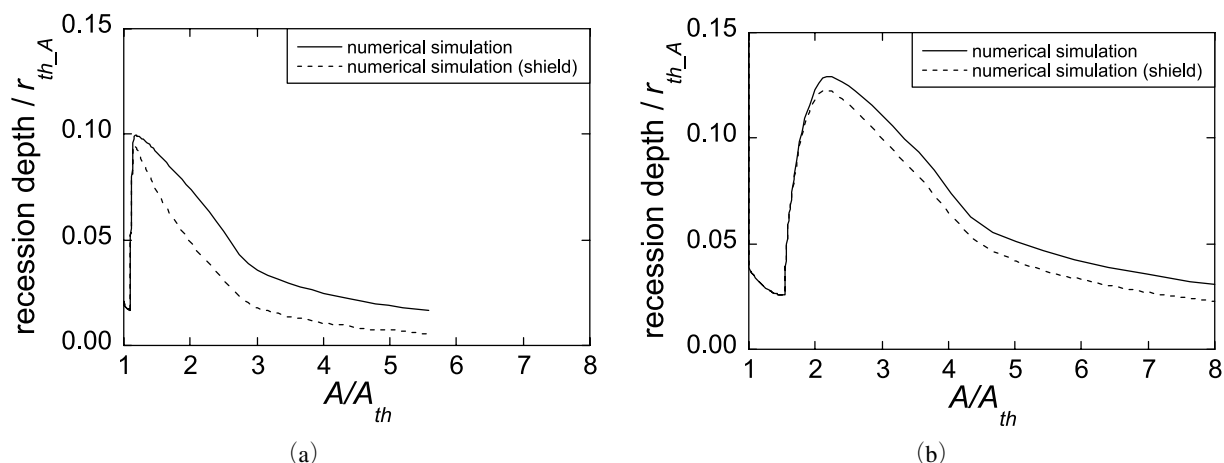 0.15
numerical simulation
numerical simulation (shield)
0.10
0.05
0.00
recession depth / r_th_A
1 2 3 4 5 6 7 8
A/A_th
(a)
0.15
numerical simulation
numerical simulation (shield)
0.10
0.05
0.00
recession depth / r_th_A
1 2 3 4 5 6 7 8
A/A_th
(b)